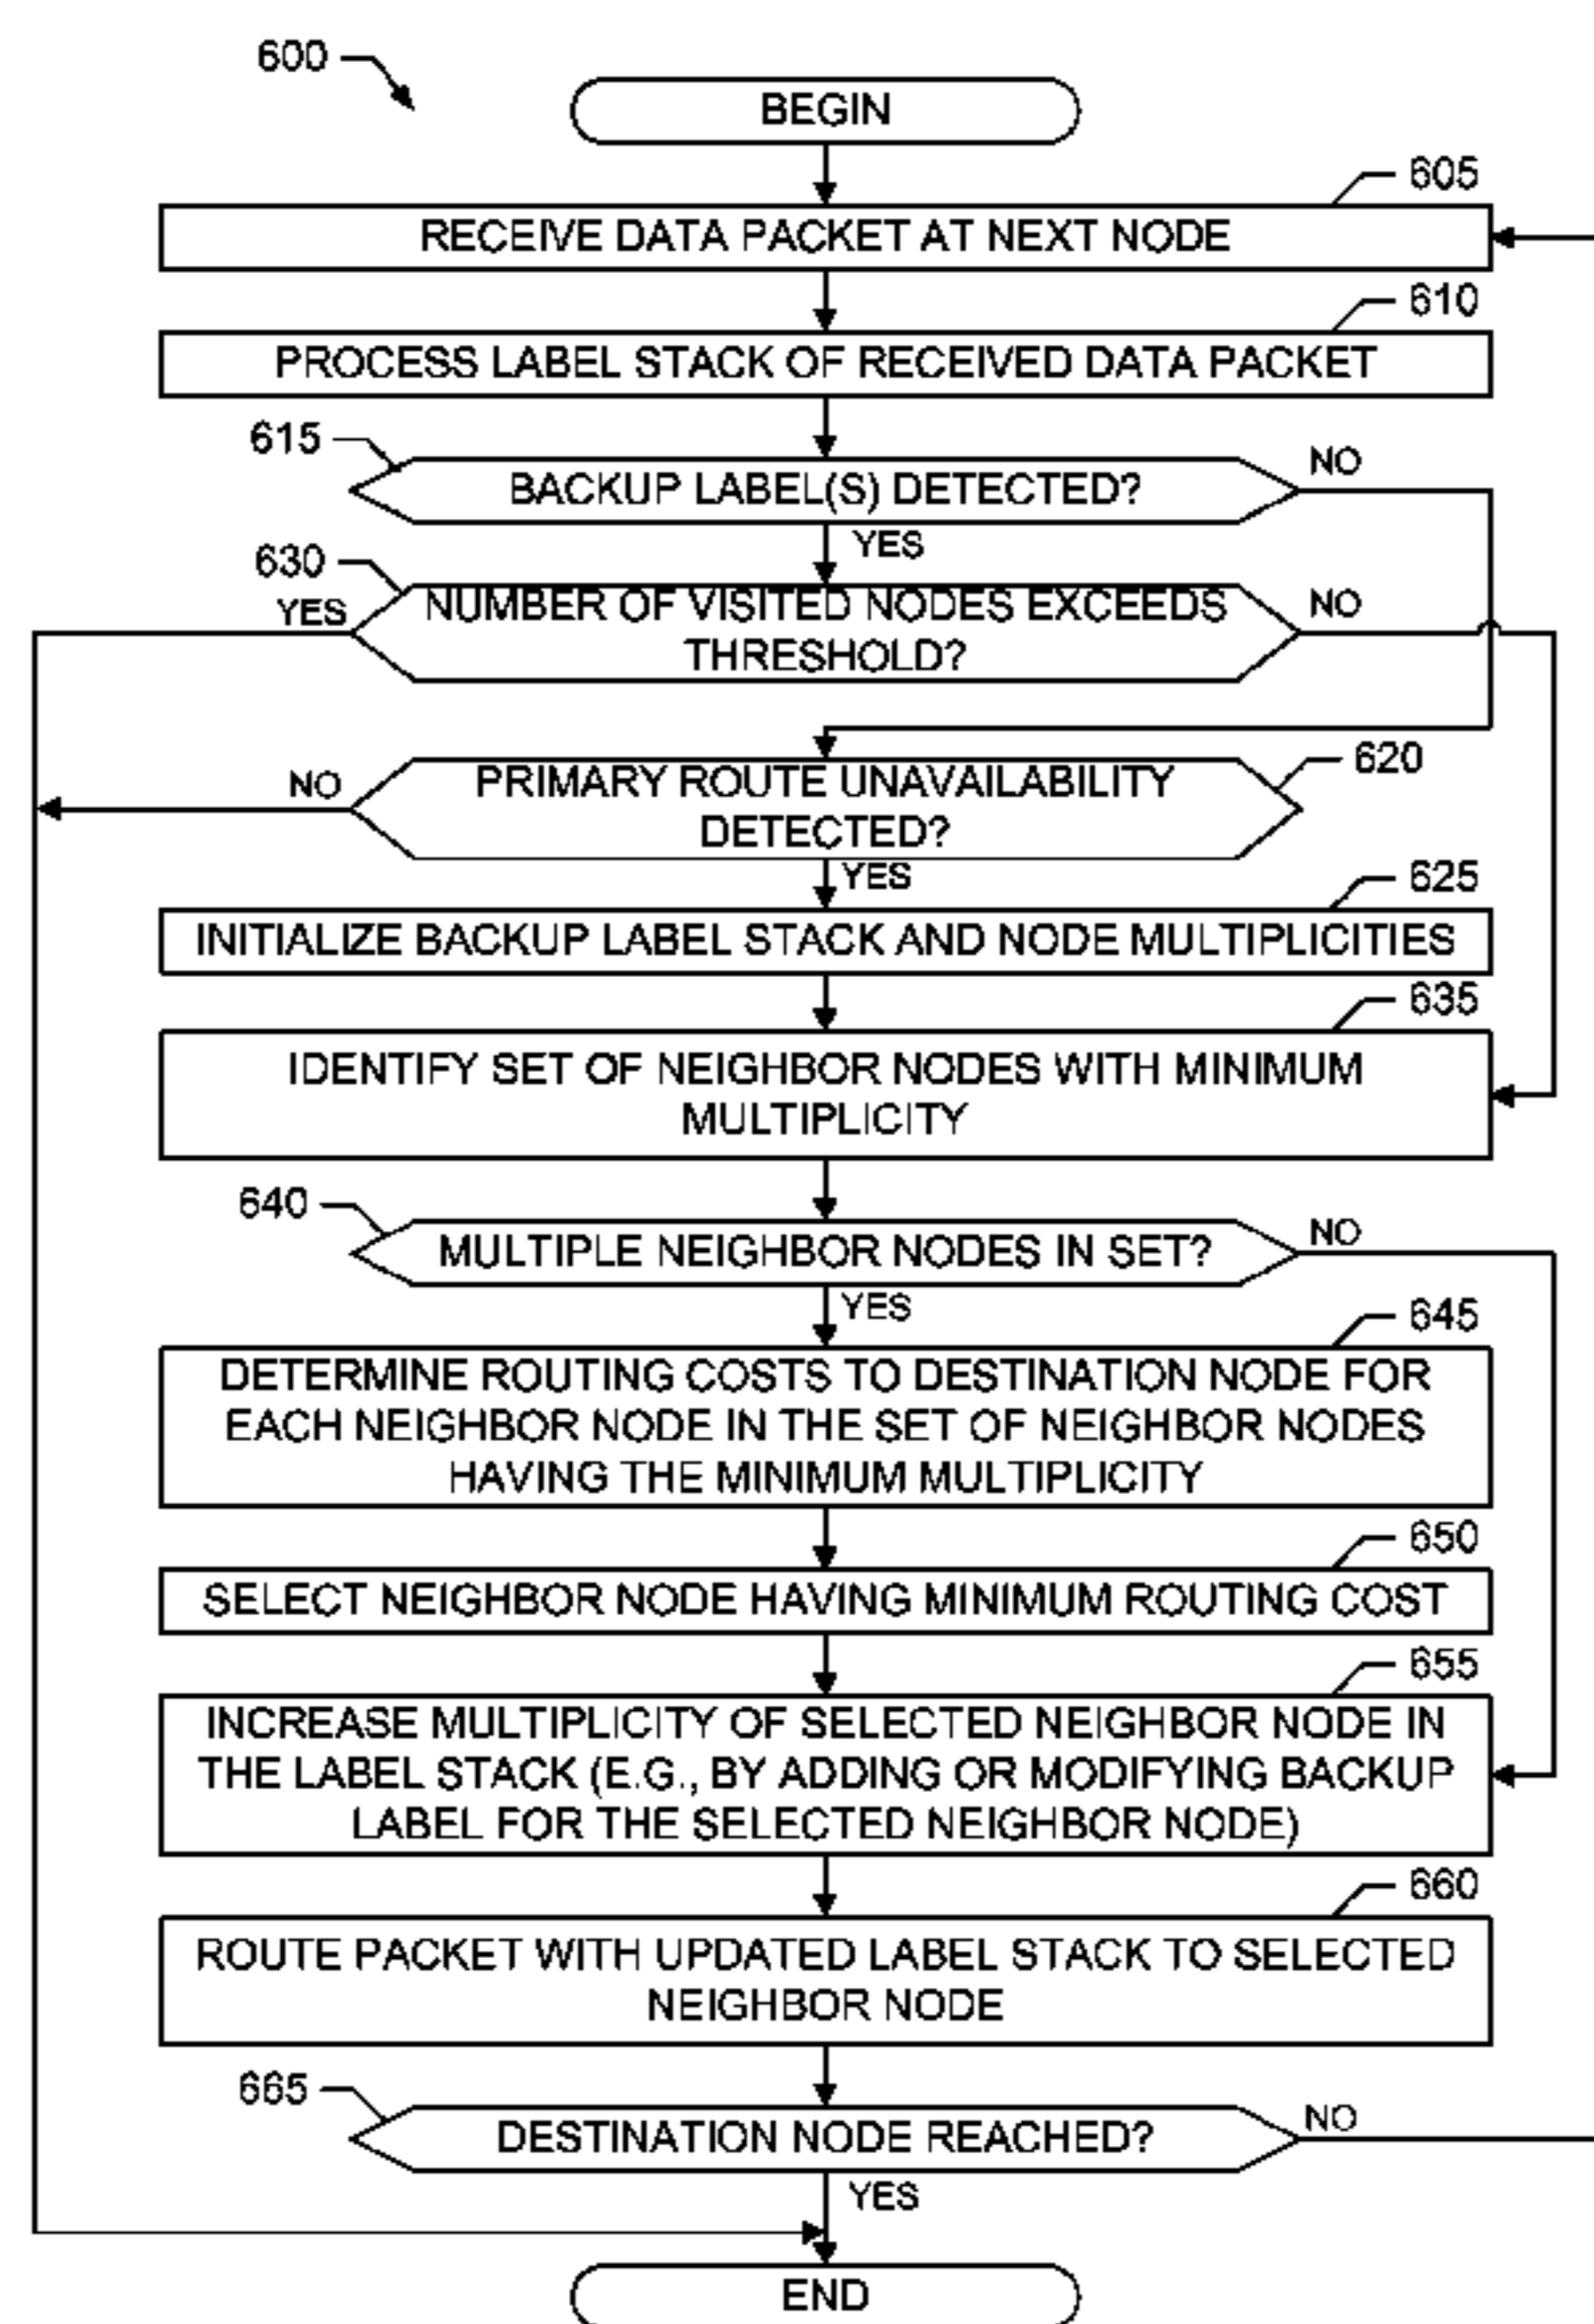 600
BEGIN
605
RECEIVE DATA PACKET AT NEXT NODE
610
PROCESS LABEL STACK OF RECEIVED DATA PACKET
615
BACKUP LABEL(S) DETECTED?
NO
YES
630
YES
NUMBER OF VISITED NODES EXCEEDS
THRESHOLD?
NO
620
NO
PRIMARY ROUTE UNAVAILABILITY
DETECTED?
YES
625
INITIALIZE BACKUP LABEL STACK AND NODE MULTIPLICITIES
635
IDENTIFY SET OF NEIGHBOR NODES WITH MINIMUM
MULTIPLICITY
640
MULTIPLE NEIGHBOR NODES IN SET?
NO
YES
645
DETERMINE ROUTING COSTS TO DESTINATION NODE FOR
EACH NEIGHBOR NODE IN THE SET OF NEIGHBOR NODES
HAVING THE MINIMUM MULTIPLICITY
650
SELECT NEIGHBOR NODE HAVING MINIMUM ROUTING COST
655
INCREASE MULTIPLICITY OF SELECTED NEIGHBOR NODE IN
THE LABEL STACK (E.G., BY ADDING OR MODIFYING BACKUP
LABEL FOR THE SELECTED NEIGHBOR NODE)
660
ROUTE PACKET WITH UPDATED LABEL STACK TO SELECTED
NEIGHBOR NODE
665
DESTINATION NODE REACHED?
NO
YES
END